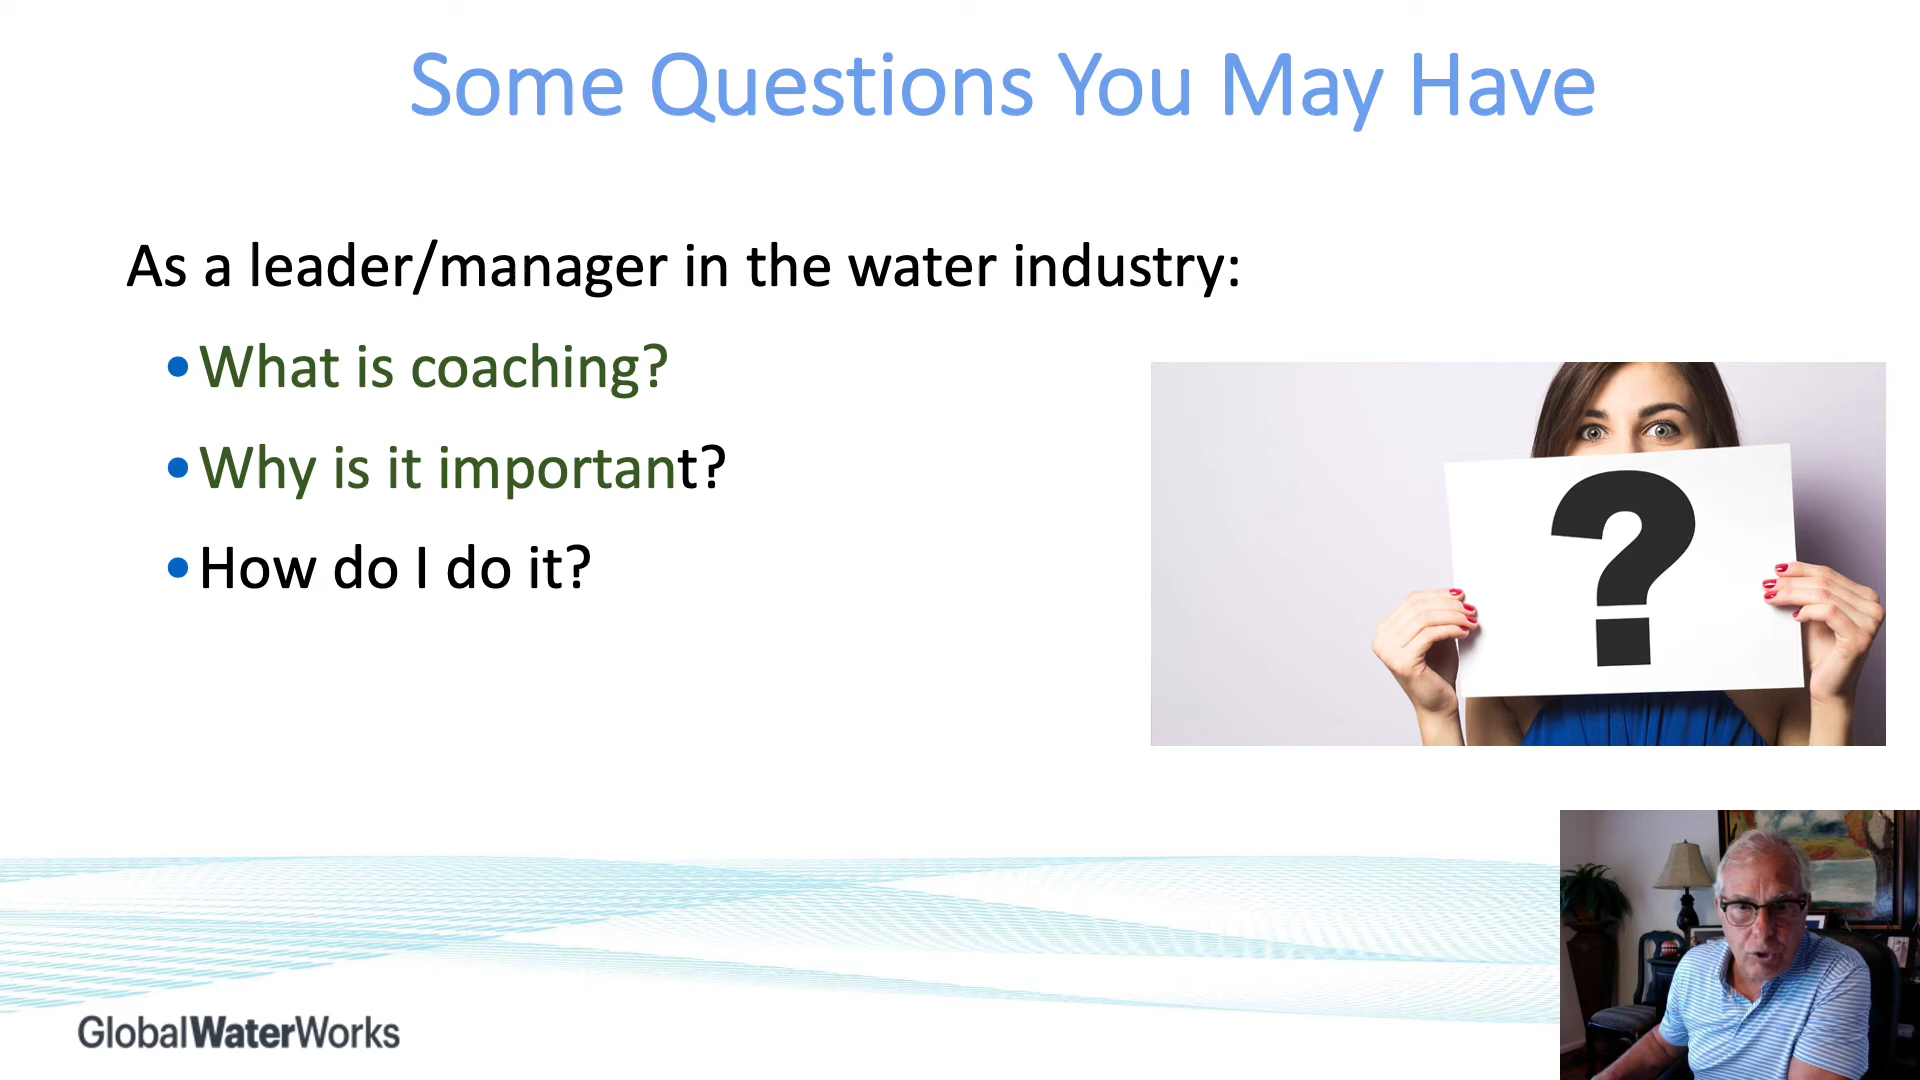 Some Questions You May Have
As a leader/manager in the water industry:
•What is coaching?
•Why is it important?
•How do I do it?
?
GlobalWaterWorks